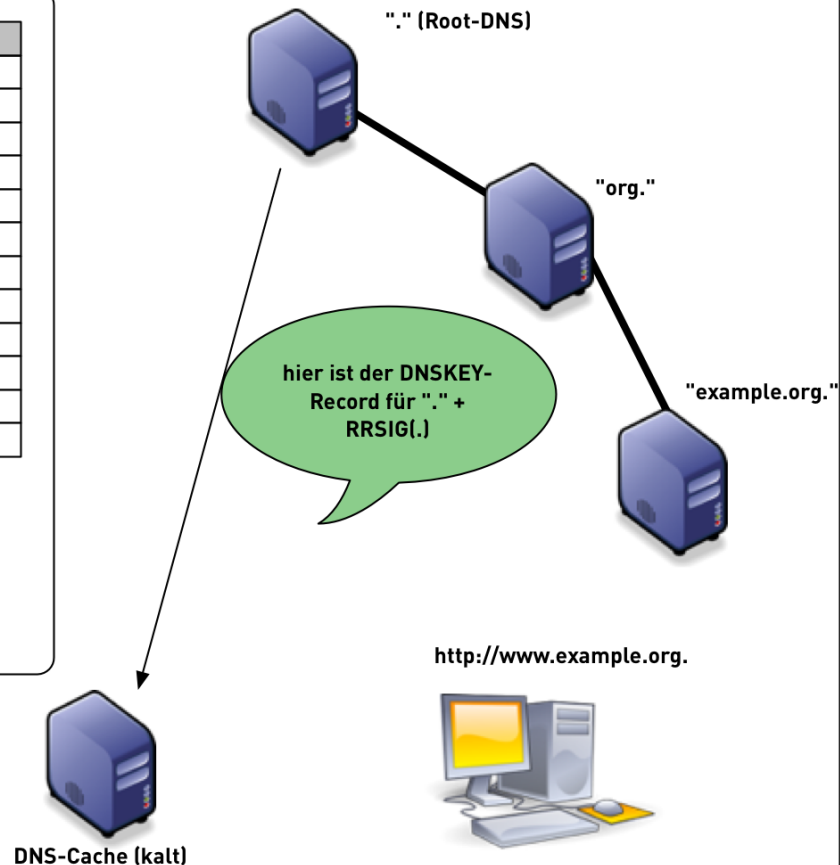 "." (Root-DNS)
"org."
hier ist der DNSKEY-
Record für "." +
RRSIG(.)
"example.org."
http://www.example.org.
DNS-Cache (kalt)